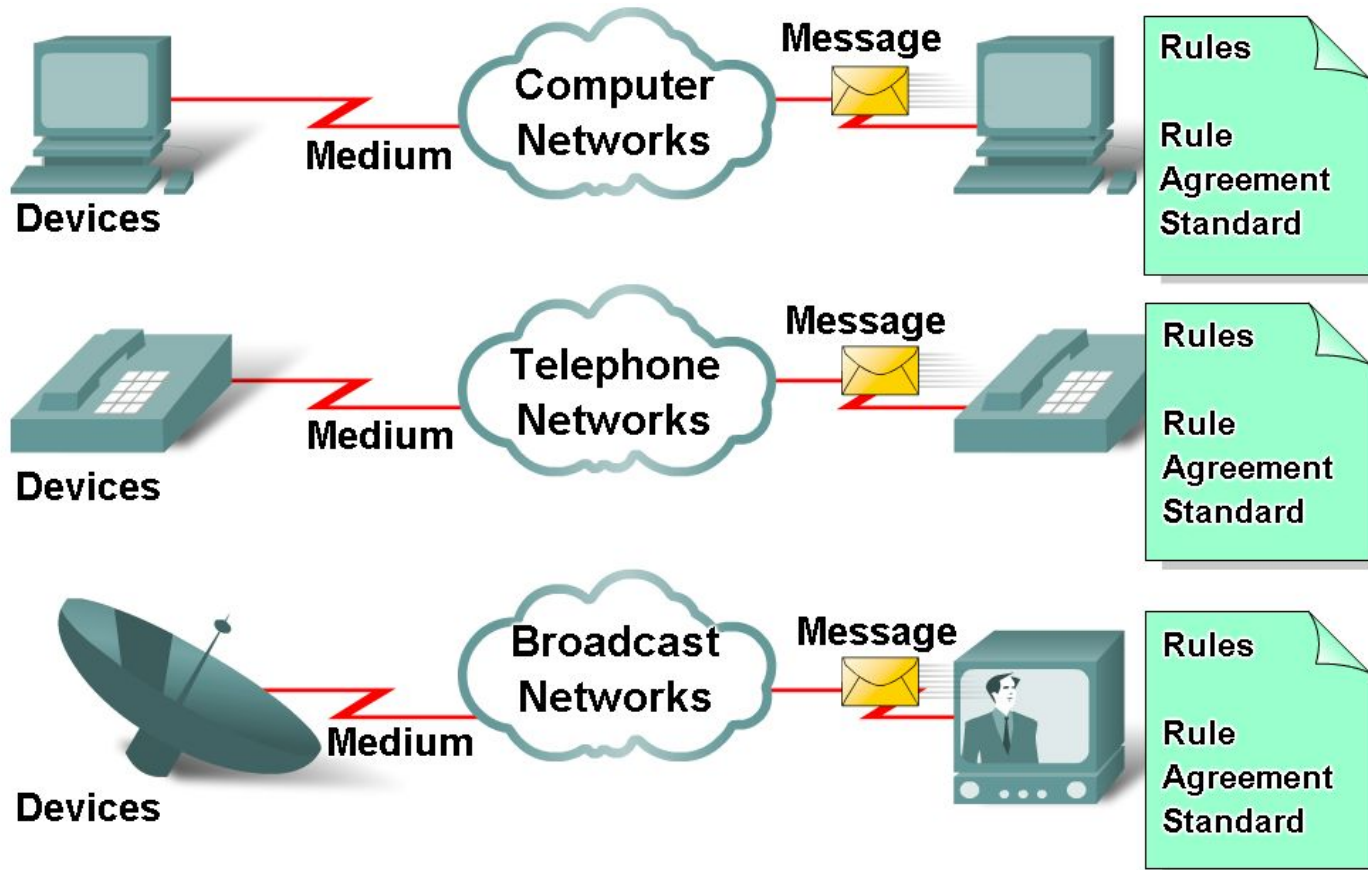 Message
Rules
Computer
Networks
Rule
Medium
Agreement
Devices
Standard
Message
Rules
Telephone
Networks
Rule
Medium
Agreement
Devices
Standard
Message
Rules
Broadcast
Networks
Rule
Medium
Agreement
Devices
Standard